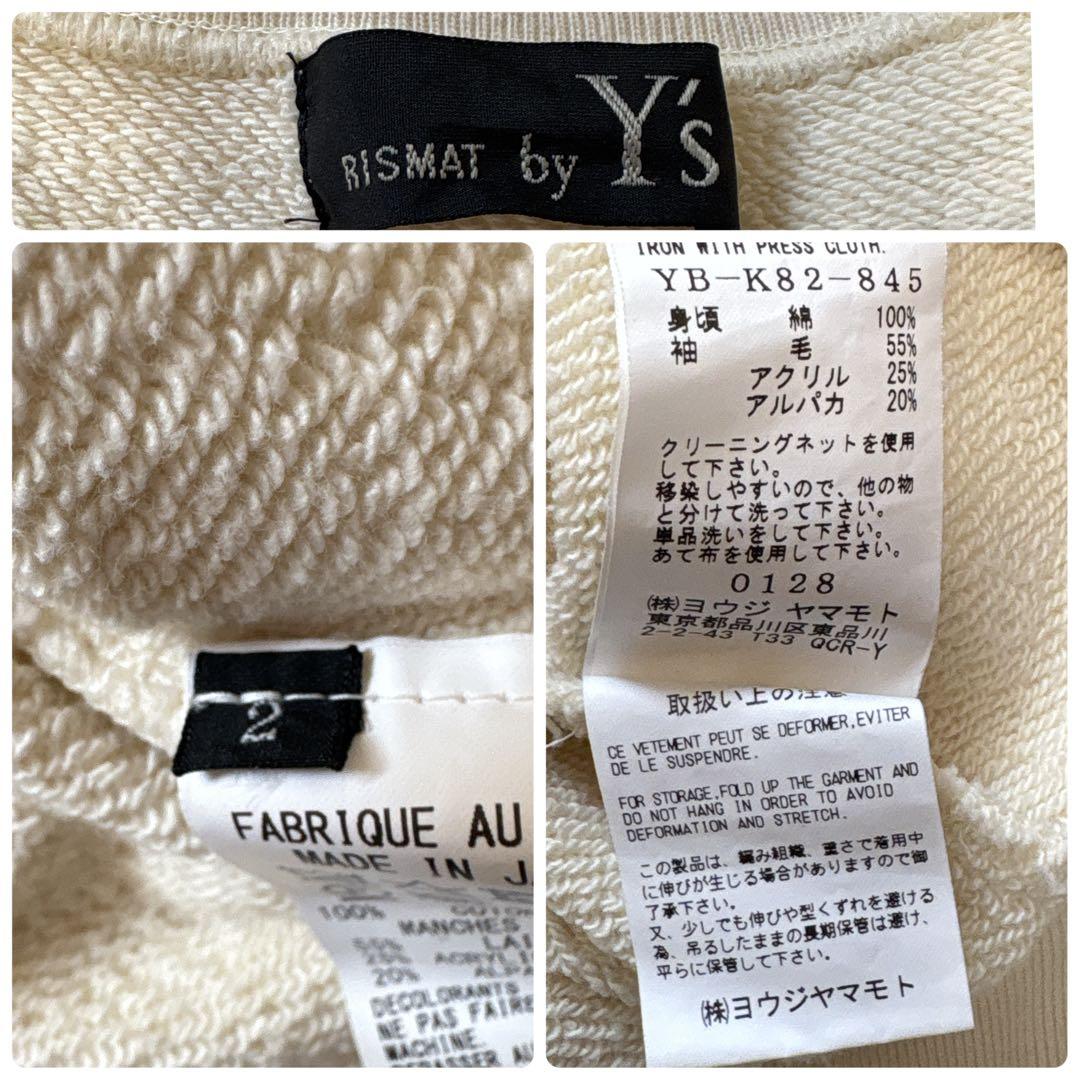 RISMAT by Y's
2
FABRIQUE AU
MADE IN J
100%
MANCHES
55%
25% ACRYLI
20%
DECOLORANTS
NE PAS FAIRE
MACHINE.
IRON WITH PRESS CLOTH.
YB-K82-845
身頃 綿 100%
袖 毛 55%
アクリル 25%
アルパカ 20%
クリーニングネットを使用
して下さい。
移染しやすいので、他の物
と分けて洗って下さい。
単品洗いをして下さい。
あて布を使用して下さい。
0128
㈱ヨウジ ヤマモト
東京都品川区東品川
2-2-43 T33 QCR-Y
取扱い上の注意
CE VETEMENT PEUT SE DEFORMER,EVITER
DE LE SUSPENDRE.
FOR STORAGE,FOLD UP THE GARMENT AND
DO NOT HANG IN ORDER TO AVOID
DEFORMATION AND STRETCH.
この製品は、編み組織、重さで着用中
に伸びが生じる場合がありますので御
了承下さい。
又、少しでも伸びや型くずれを避ける
為、吊るしたままの長期保管は避け、
平らに保管して下さい。
㈱ヨウジヤマモト